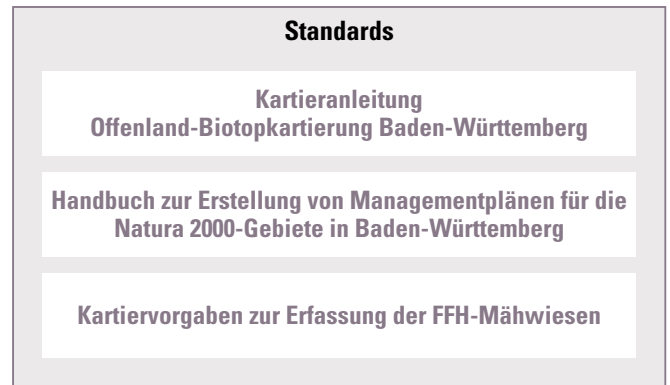 Standards
Kartieranleitung
Offenland-Biotopkartierung Baden-Württemberg
Handbuch zur Erstellung von Managementplänen für die
Natura 2000-Gebiete in Baden-Württemberg
Kartiervorgaben zur Erfassung der FFH-Mähwiesen